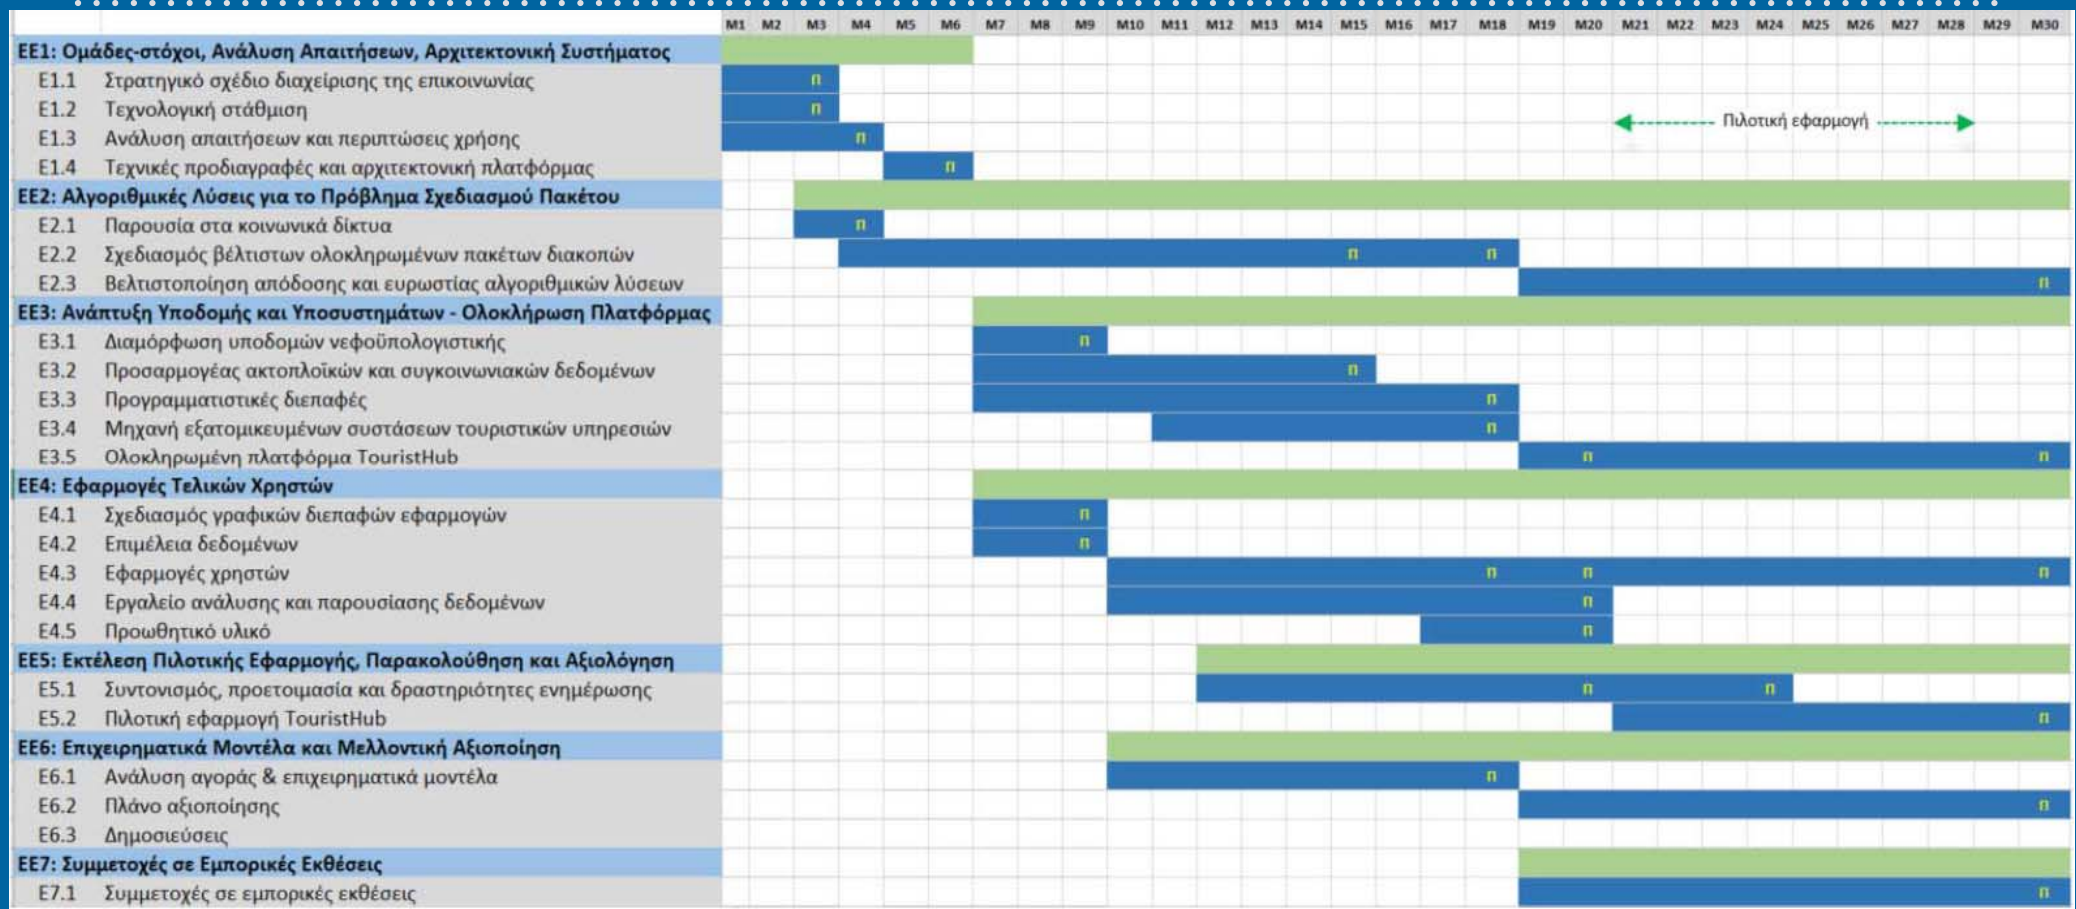 M1 M2 M3 M4 M5 M6 M7 M8 M9 M10 M11 M12 M13 M14 M15 M16 M17 M18 M19 M20 M21 M22 M23 M24 M25 M26 M27 M28 M29 M30
ΕΕ1: Ομάδες-στόχοι, Ανάλυση Απαιτήσεων, Αρχιτεκτονική Συστήματος
Ε1.1 Στρατηγικό σχέδιο διαχείρισης της επικοινωνίας Π
Ε1.2 Τεχνολογική στάθμιση Π
Πιλοτική εφαρμογή
Ε1.3 Ανάλυση απαιτήσεων και περιπτώσεις χρήσης Π
Ε1.4 Τεχνικές προδιαγραφές και αρχιτεκτονική πλατφόρμας Π
ΕΕ2: Αλγοριθμικές Λύσεις για το Πρόβλημα Σχεδιασμού Πακέτου
Ε2.1 Παρουσία στα κοινωνικά δίκτυα Π
Ε2.2 Σχεδιασμός βέλτιστων ολοκληρωμένων πακέτων διακοπών Π Π
Ε2.3 Βελτιστοποίηση απόδοσης και ευρωστίας αλγοριθμικών λύσεων Π
ΕΕ3: Ανάπτυξη Υποδομής και Υποσυστημάτων - Ολοκλήρωση Πλατφόρμας
Ε3.1 Διαμόρφωση υποδομών νεφοϋπολογιστικής Π
Ε3.2 Προσαρμογέας ακτοπλοϊκών και συγκοινωνιακών δεδομένων Π
Ε3.3 Προγραμματιστικές διεπαφές Π
Ε3.4 Μηχανή εξατομικευμένων συστάσεων τουριστικών υπηρεσιών Π
Ε3.5 Ολοκληρωμένη πλατφόρμα TouristHub Π Π
ΕΕ4: Εφαρμογές Τελικών Χρηστών
Ε4.1 Σχεδιασμός γραφικών διεπαφών εφαρμογών Π
Ε4.2 Επιμέλεια δεδομένων Π
Ε4.3 Εφαρμογές χρηστών Π Π Π
Ε4.4 Εργαλείο ανάλυσης και παρουσίασης δεδομένων Π
Ε4.5 Προωθητικό υλικό Π
ΕΕ5: Εκτέλεση Πιλοτικής Εφαρμογής, Παρακολούθηση και Αξιολόγηση
Ε5.1 Συντονισμός, προετοιμασία και δραστηριότητες ενημέρωσης Π Π
Ε5.2 Πιλοτική εφαρμογή TouristHub Π
ΕΕ6: Επιχειρηματικά Μοντέλα και Μελλοντική Αξιοποίηση
Ε6.1 Ανάλυση αγοράς & επιχειρηματικά μοντέλα Π
Ε6.2 Πλάνο αξιοποίησης Π
Ε6.3 Δημοσιεύσεις
ΕΕ7: Συμμετοχές σε Εμπορικές Εκθέσεις
Ε7.1 Συμμετοχές σε εμπορικές εκθέσεις Π